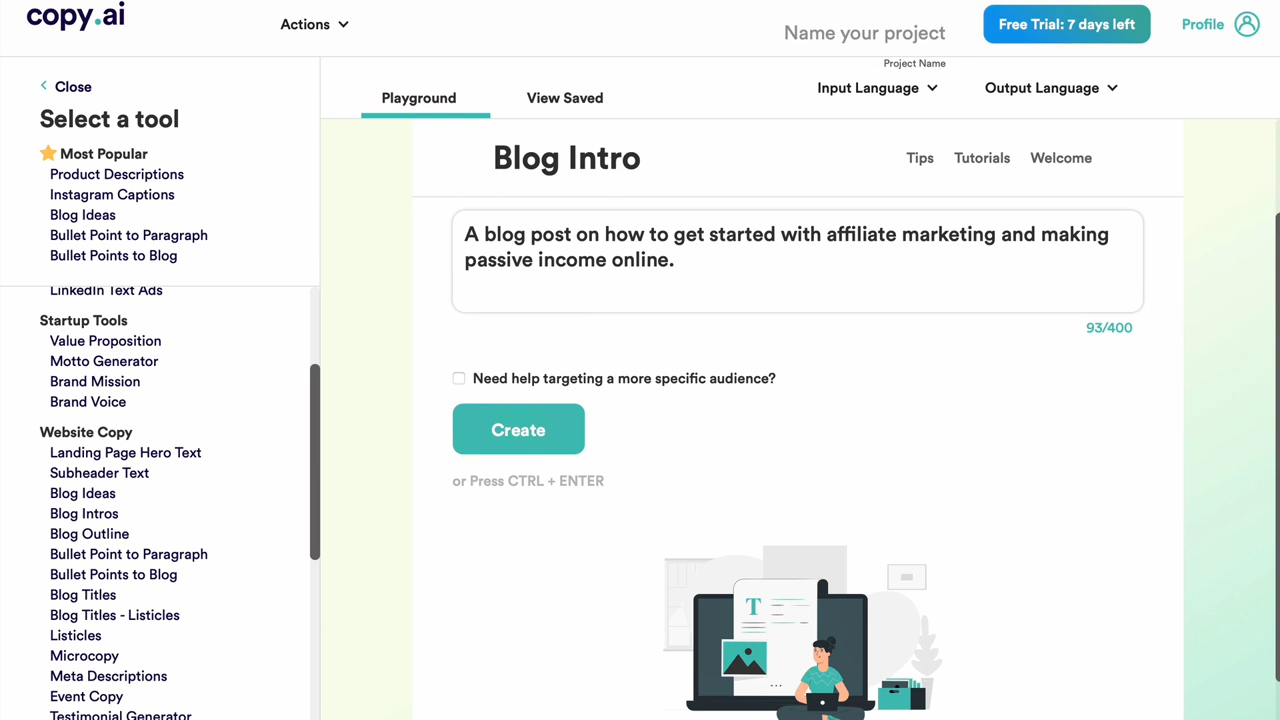 copy.ai
Actions
Name your project
Free Trial: 7 days left
Profile
Project Name
Close
Select a tool
Most Popular
Product Descriptions
Instagram Captions
Blog Ideas
Bullet Point to Paragraph
Bullet Points to Blog
LinkedIn Text Ads
Startup Tools
Value Proposition
Motto Generator
Brand Mission
Brand Voice
Website Copy
Landing Page Hero Text
Subheader Text
Blog Ideas
Blog Intros
Blog Outline
Bullet Point to Paragraph
Bullet Points to Blog
Blog Titles
Blog Titles - Listicles
Listicles
Microcopy
Meta Descriptions
Event Copy
Testimonial Generator
Playground
View Saved
Input Language
Output Language
Blog Intro
Tips
Tutorials
Welcome
A blog post on how to get started with affiliate marketing and making
passive income online.
93/400
Need help targeting a more specific audience?
Create
or Press CTRL + ENTER
T